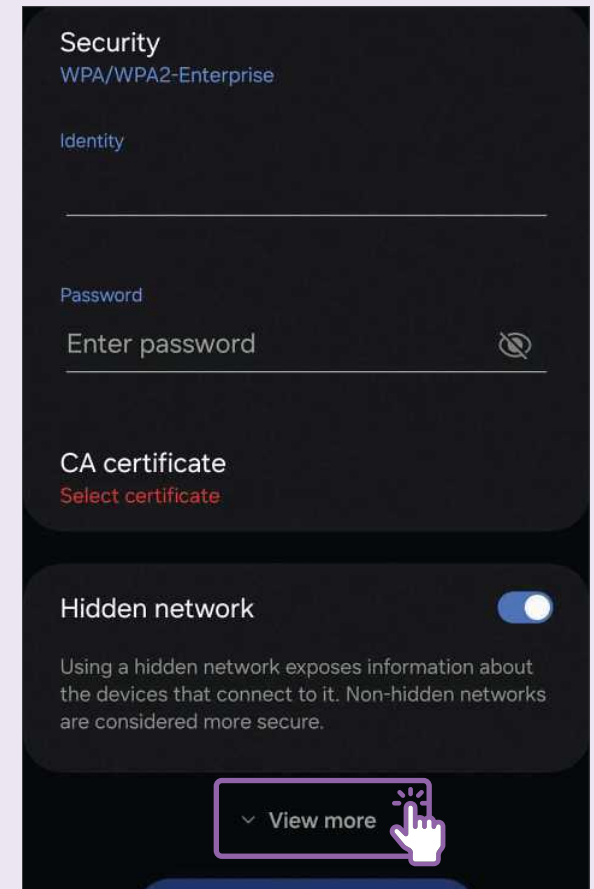 Security
WPA/WPA2-Enterprise
Identity
Password
Enter password
CA certificate
Select certificate
Hidden network
Using a hidden network exposes information about
the devices that connect to it. Non-hidden networks
are considered more secure.
View more